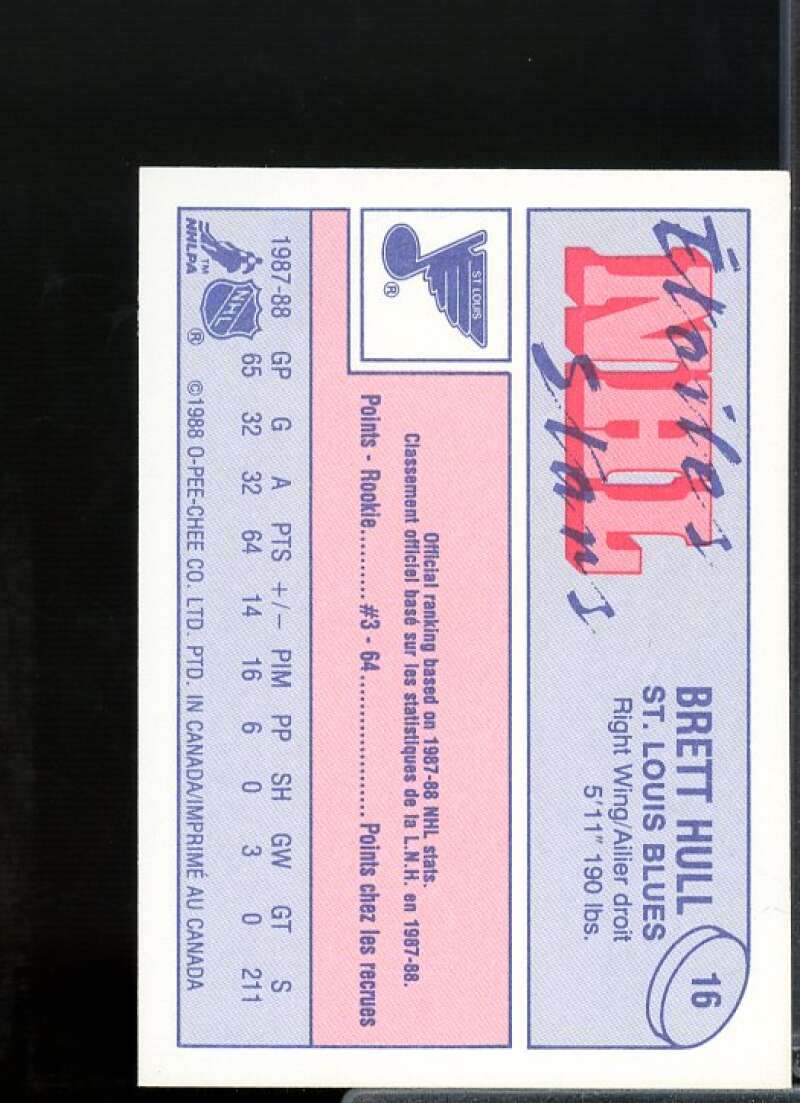 Étoiles
NHL
Stars
BRETT HULL
ST. LOUIS BLUES
Right Wing/Ailier droit
5'11" 190 lbs.
16
ST LOUIS
®
Official ranking based on 1987-88 NHL stats.
Classement officiel basé sur les statistiques de la L.N.H. en 1987-88.
Points - Rookie.........#3 - 64.................. Points chez les recrues
1987-88 GP G A PTS +/− PIM PP SH GW GT S
65 32 32 64 14 16 6 0 3 0 211
NHLPA ™ NHL ® ©1988 O-PEE-CHEE CO. LTD. PTD. IN CANADA/IMPRIMÉ AU CANADA